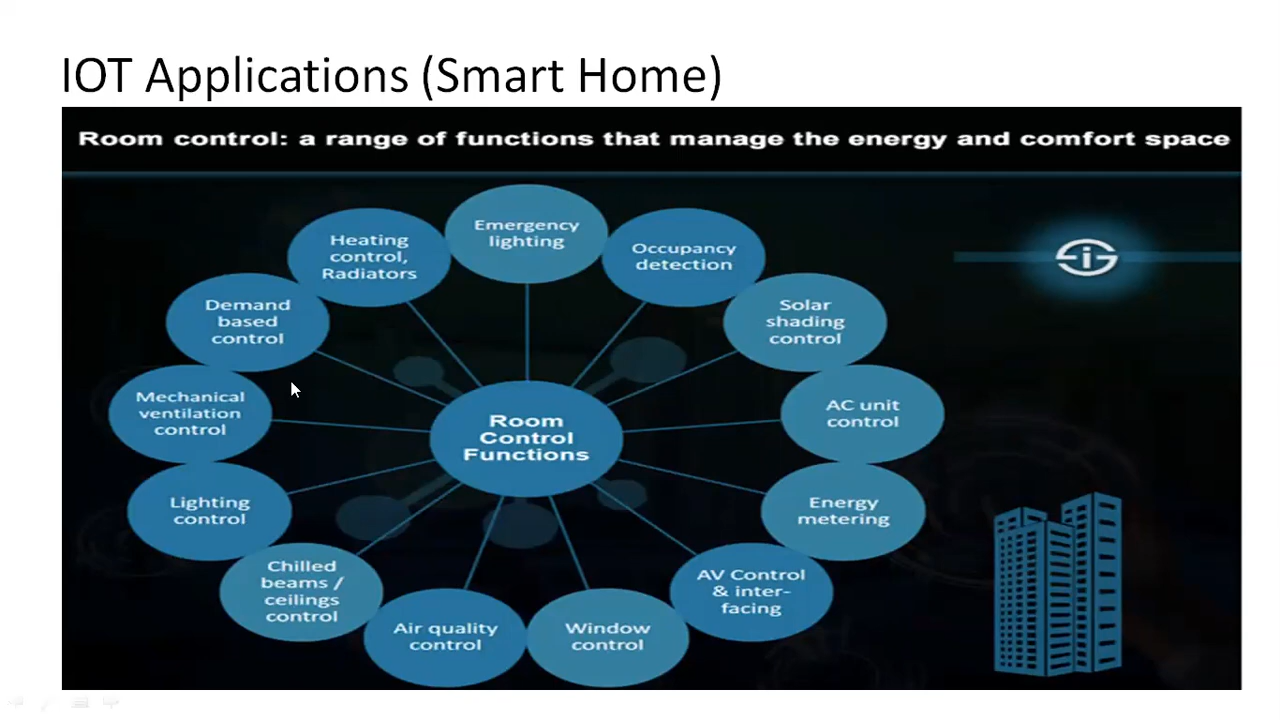 IOT Applications (Smart Home)
Room control: a range of functions that manage the energy and comfort space
Emergency
lighting
Occupancy
detection
Solar
shading
control
AC unit
control
Energy
metering
AV Control
& inter-
facing
Window
control
Air quality
control
Chilled
beams /
ceilings
control
Lighting
control
Mechanical
ventilation
control
Demand
based
control
Heating
control,
Radiators
Room
Control
Functions